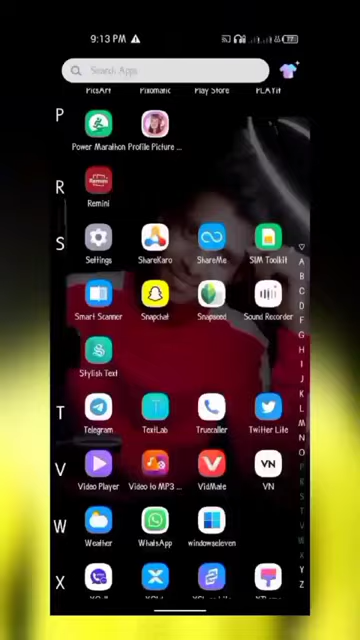 9:13 PM
Search Apps
PicsArt Pixomatic Play Store PLAYit
P
Power Marathon Profile Picture ...
R
Remini
Remini
S
Settings ShareKaro ShareMe SIM Toolkit
Smart Scanner Snapchat Snapseed Sound Recorder
Stylish Text
T
Telegram TextLab Truecaller Twitter Lite
V
VN
Video Player Video to MP3 ... VidMate VN
W
Weather WhatsApp windowseleven
X
A
B
C
D
F
G
H
I
J
K
L
M
N
O
P
R
S
T
V
W
X
Y
Z